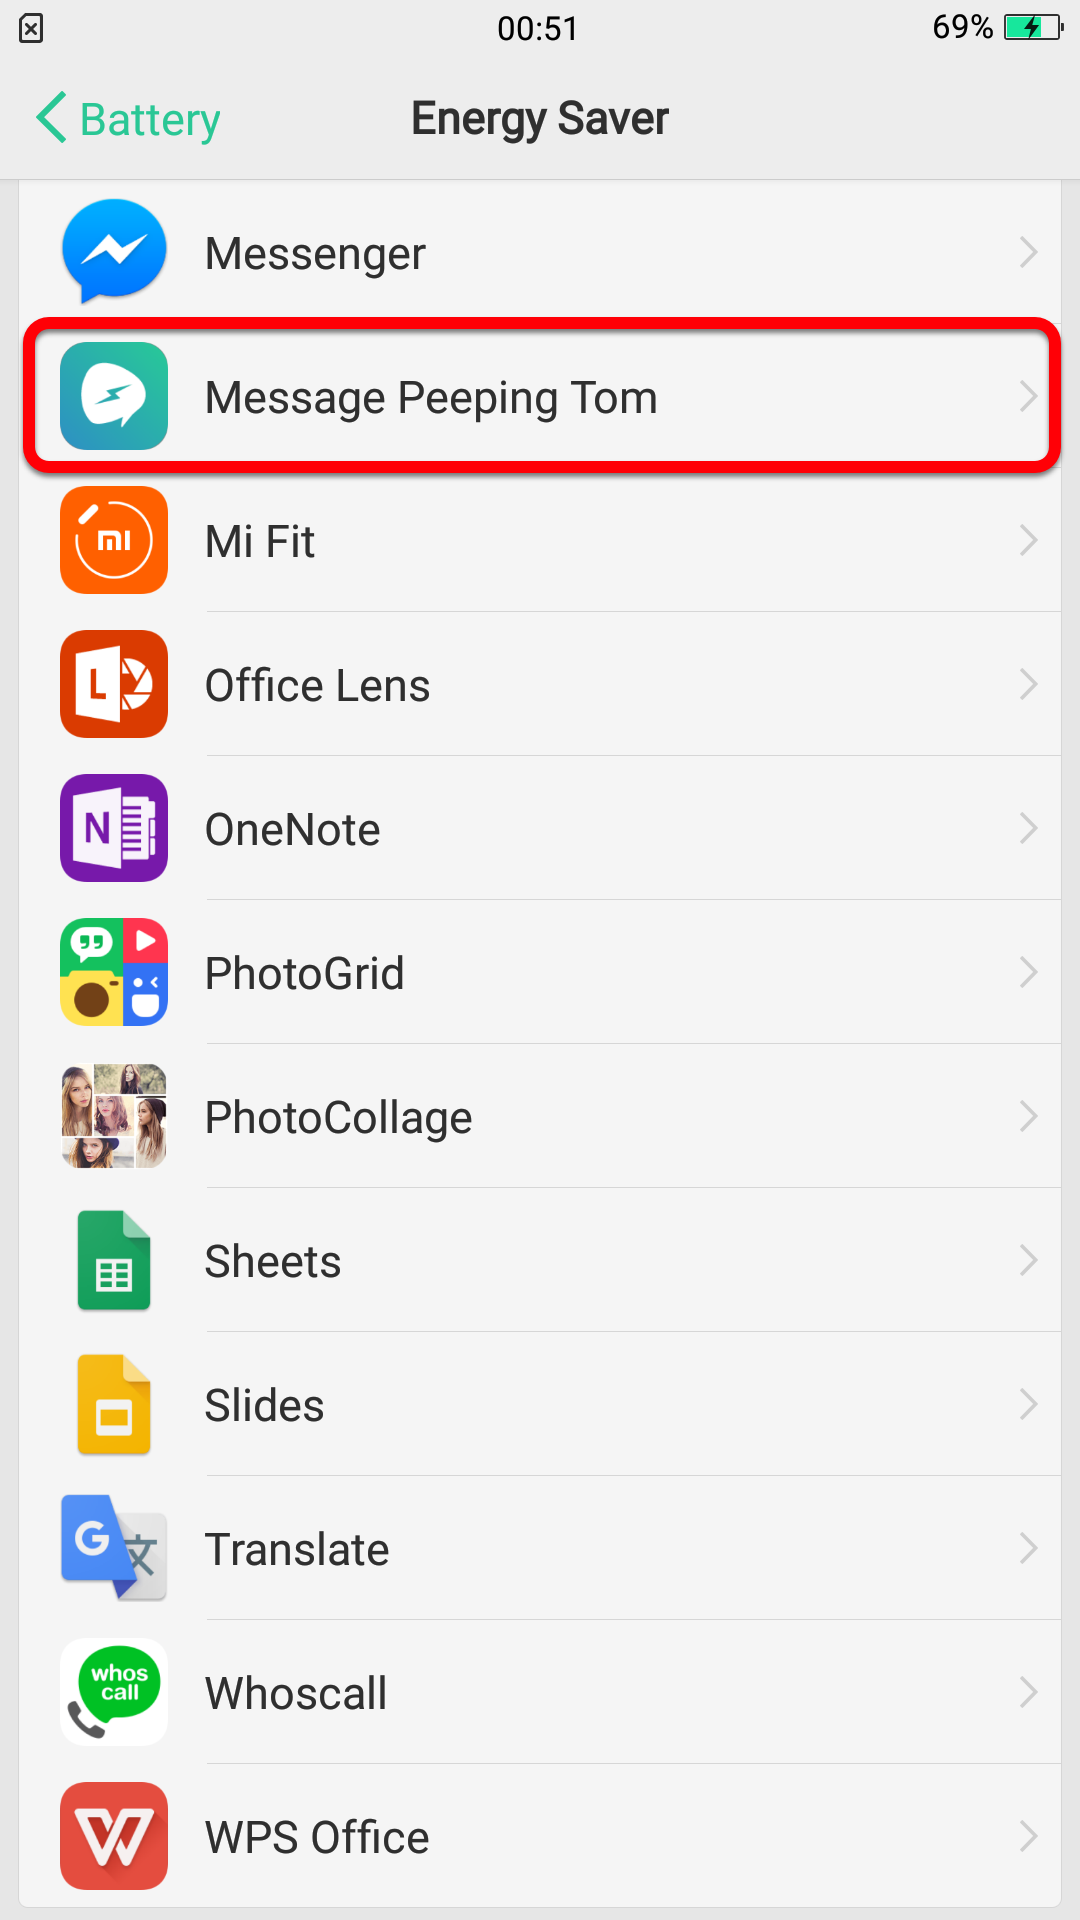 00:51
69%
Battery
Energy Saver
Messenger
Message Peeping Tom
mi
Mi Fit
L
Office Lens
N
OneNote
PhotoGrid
PhotoCollage
Sheets
Slides
G 文
Translate
whos
call
Whoscall
W
WPS Office